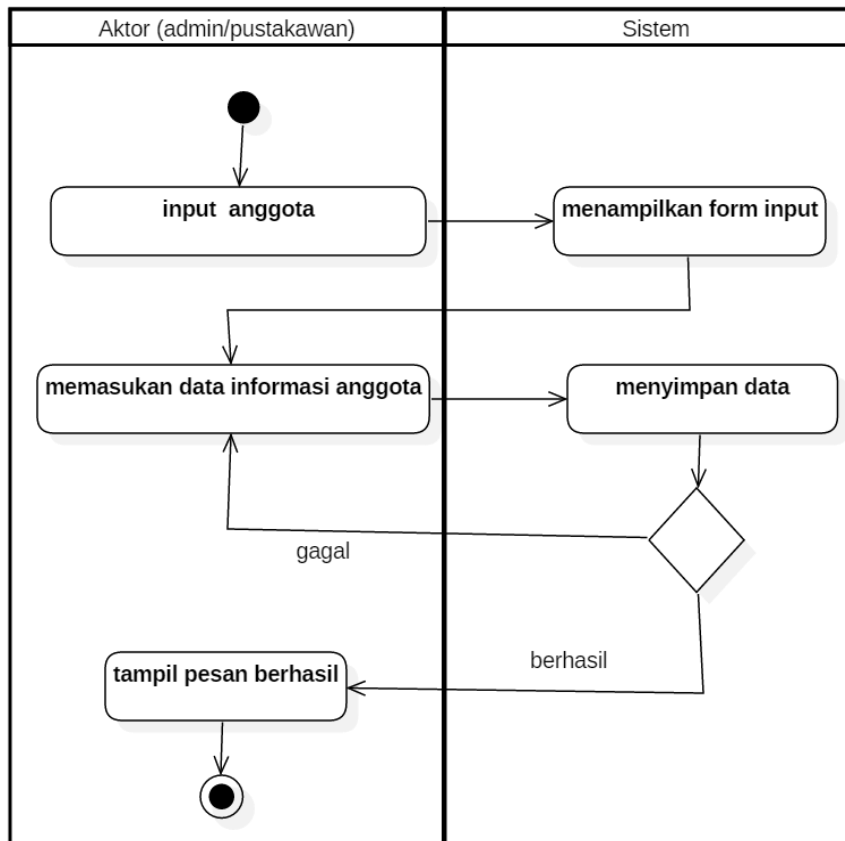 Aktor (admin/pustakawan)
Sistem
input anggota
menampilkan form input
memasukan data informasi anggota
menyimpan data
gagal
berhasil
tampil pesan berhasil